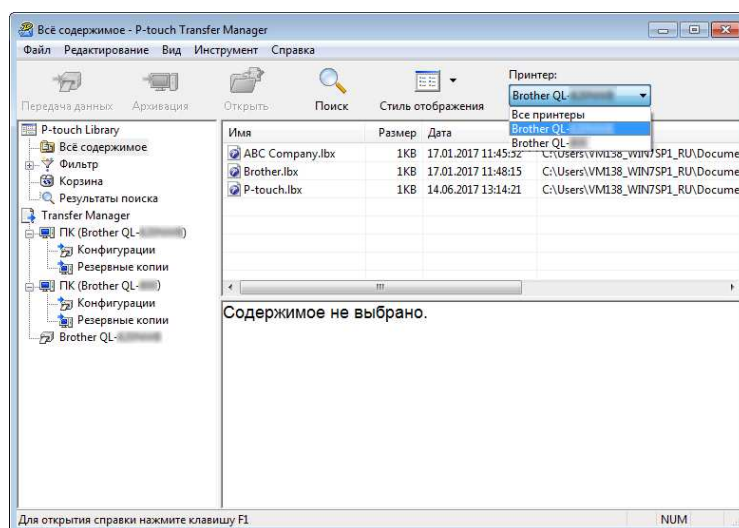 Всё содержимое - P-touch Transfer Manager
Файл Редактирование Вид Инструмент Справка
Передача данных Архивация Открыть Поиск Стиль отображения
Принтер:
Brother QL-
Все принтеры
Brother QL-
Brother QL-
P-touch Library
Всё содержимое
Фильтр
Корзина
Результаты поиска
Transfer Manager
ПК (Brother QL- )
Конфигурации
Резервные копии
ПК (Brother QL- )
Конфигурации
Резервные копии
Brother QL-
Имя Размер Дата
ABC Company.lbx 1KB 17.01.2017 11:45:52 C:\Users\VM138_WIN7SP1_RU\Docume
Brother.lbx 1KB 17.01.2017 11:48:15 C:\Users\VM138_WIN7SP1_RU\Docume
P-touch.lbx 1KB 14.06.2017 13:14:21 C:\Users\VM138_WIN7SP1_RU\Docume
Содержимое не выбрано.
Для открытия справки нажмите клавишу F1 NUM